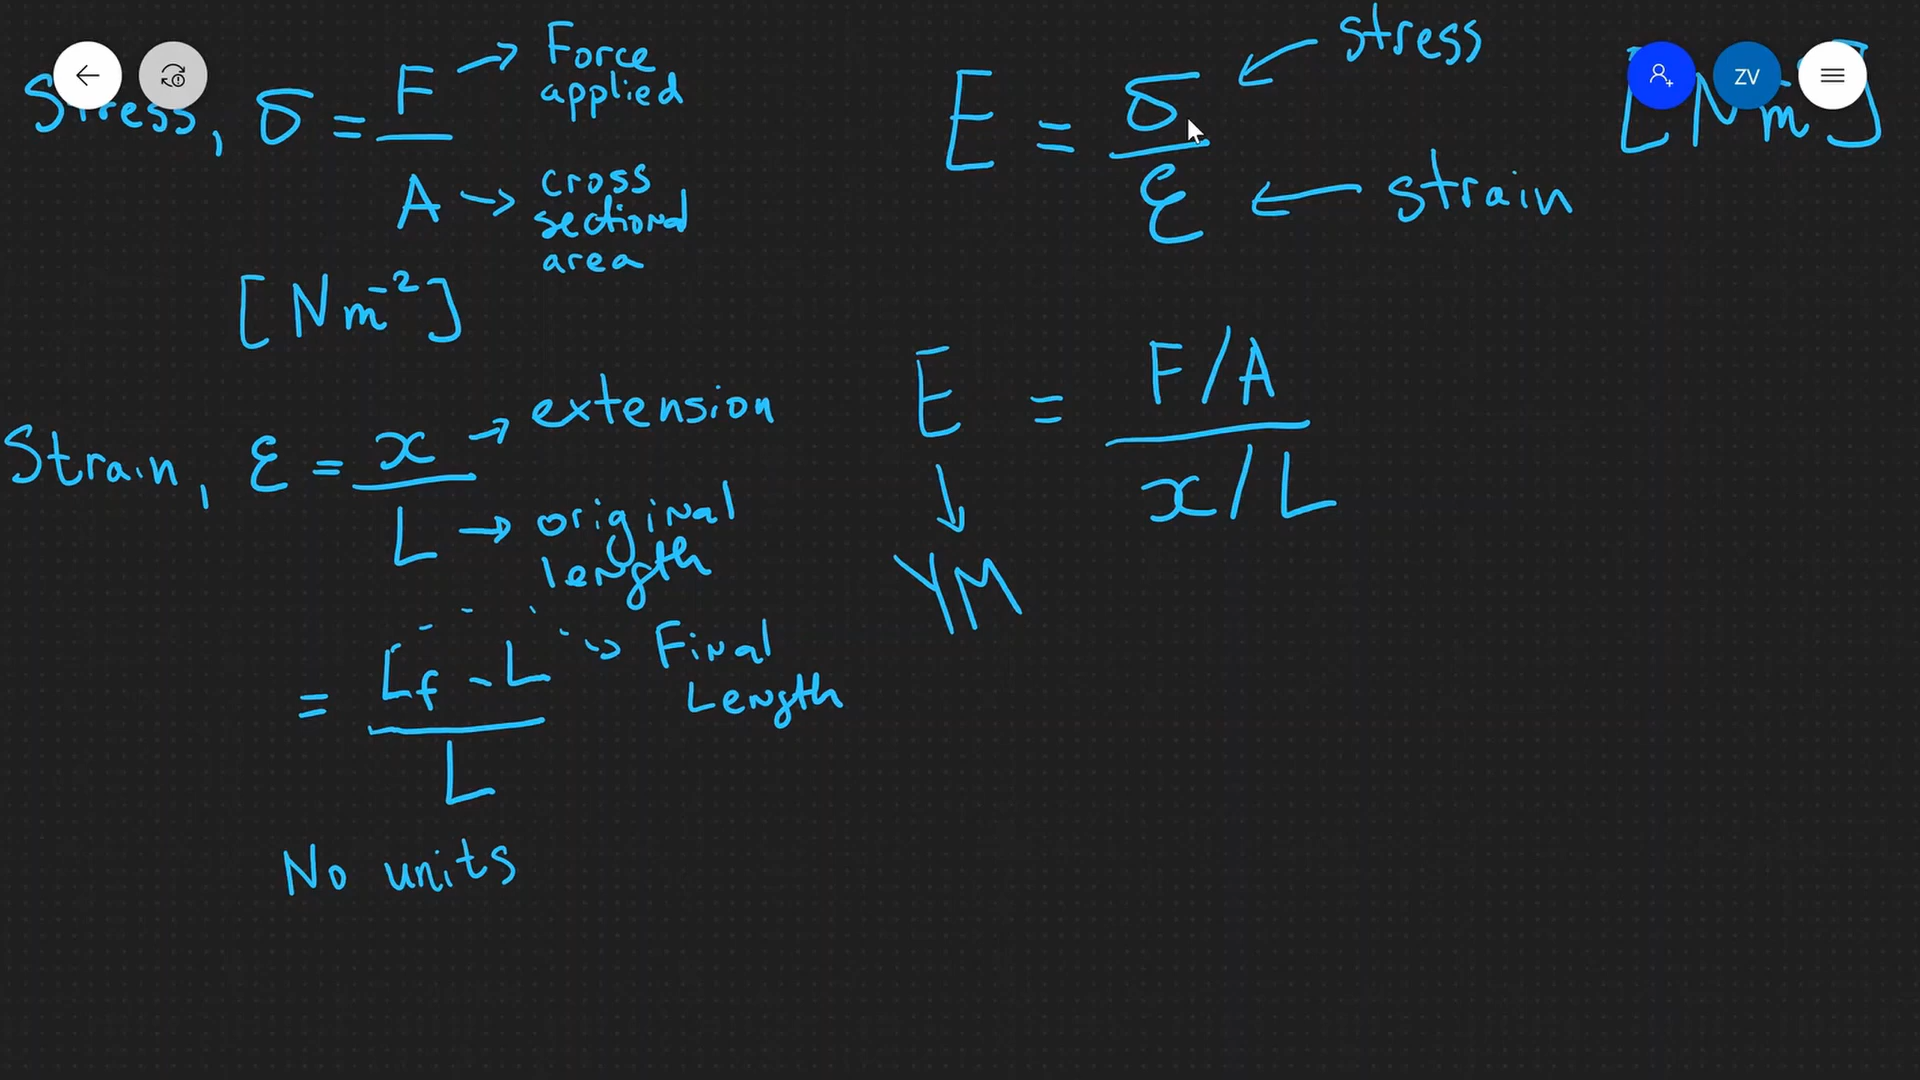 Stress, σ = F/A
F → Force applied
A → cross sectional area
[Nm⁻²]
Strain, ε = x/L
x → extension
L → original length
= (Lf - L)/L
→ Final Length
No units
E = σ/ε
← stress
← strain
ZV
E = (F/A)/(x/L)
↓
YM